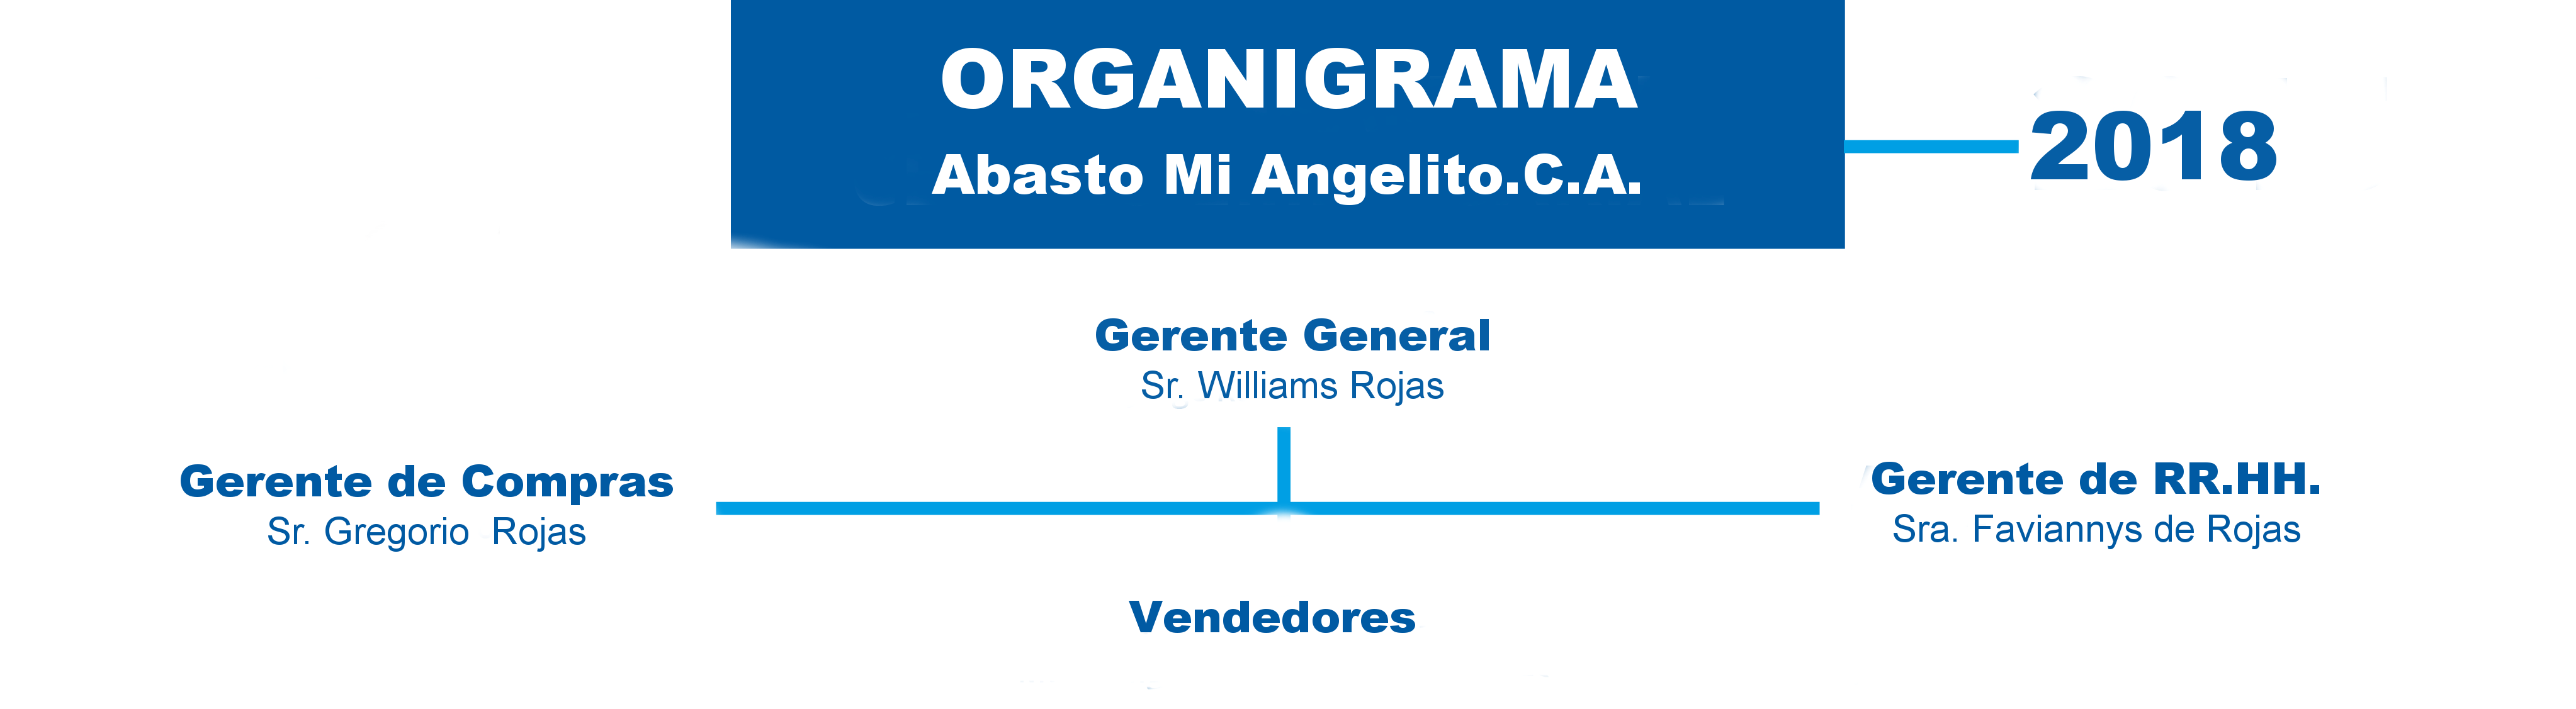 ORGANIGRAMA
Abasto Mi Angelito.C.A.
2018
Gerente General
Sr. Williams Rojas
Gerente de Compras
Sr. Gregorio  Rojas
Gerente de RR.HH.
Sra. Faviannys de Rojas
Vendedores